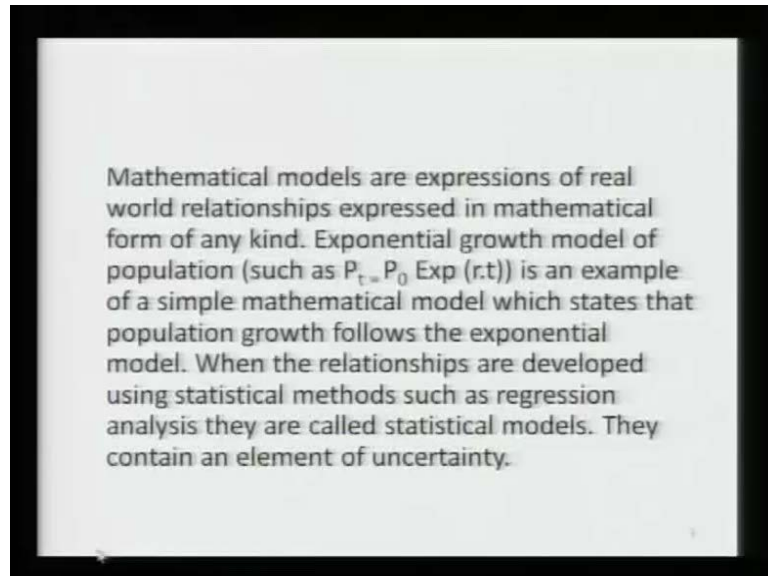 Mathematical models are expressions of real
world relationships expressed in mathematical
form of any kind. Exponential growth model of
population (such as Pₜ₌P₀ Exp (r.t)) is an example
of a simple mathematical model which states that
population growth follows the exponential
model. When the relationships are developed
using statistical methods such as regression
analysis they are called statistical models. They
contain an element of uncertainty.